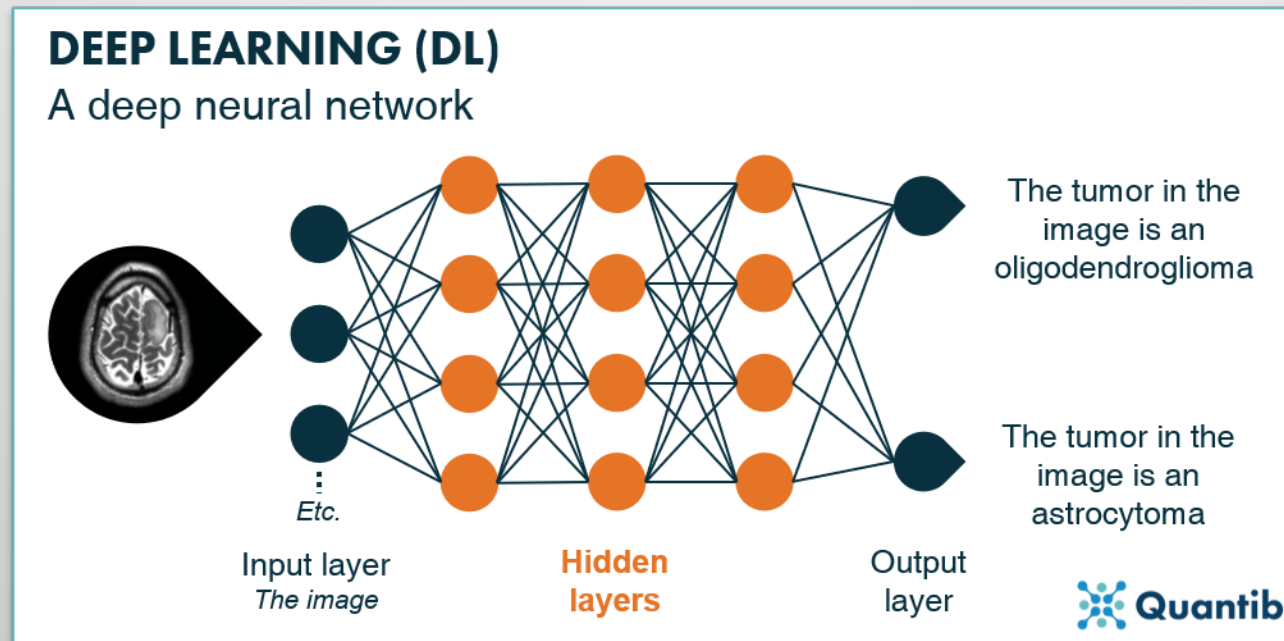 DEEP LEARNING (DL)
A deep neural network
The tumor in the
image is an
oligodendroglioma
The tumor in the
image is an
astrocytoma
Etc.
Input layer
The image
Hidden
layers
Output
layer
Quantib